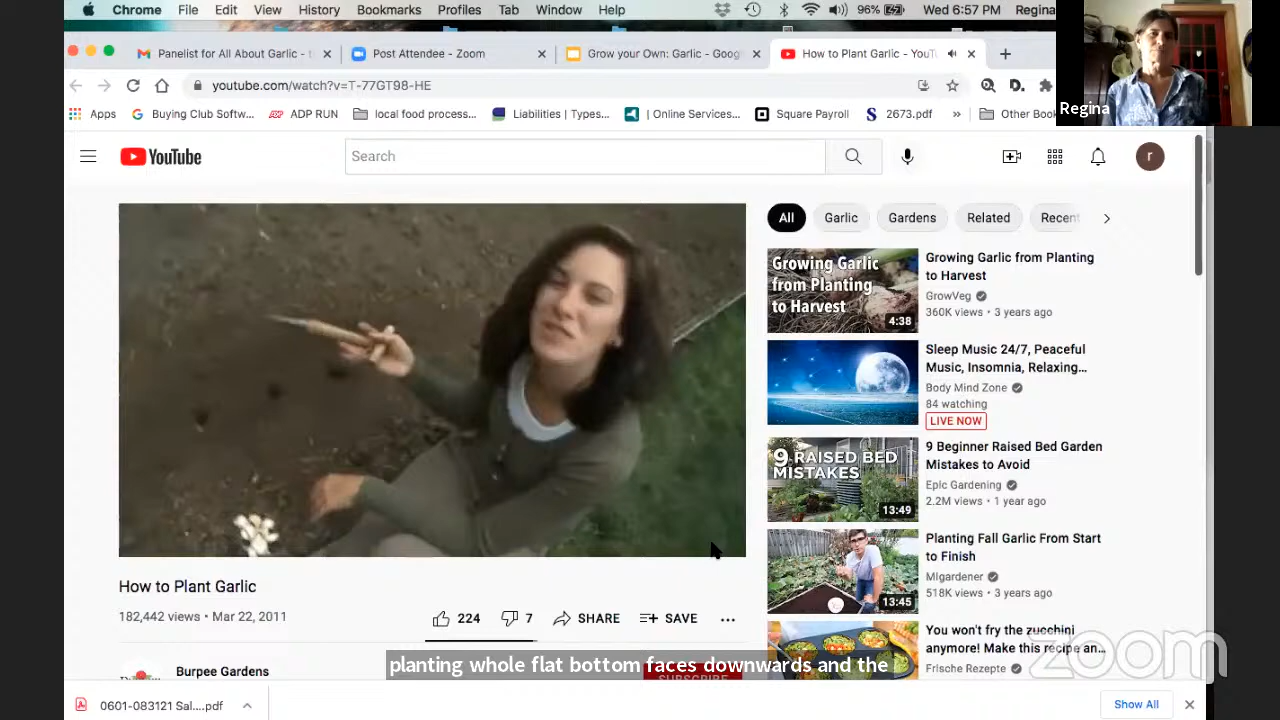 Chrome File Edit View History Bookmarks Profiles Tab Window Help 96% Wed 6:57 PM Regina
Panelist for All About Garlic - t
Post Attendee - Zoom
Grow your Own: Garlic - Goog
How to Plant Garlic - YouTu
youtube.com/watch?v=T-77GT98-HE
Apps
Buying Club Softw...
ADP RUN
local food process...
Liabilities | Types...
| Online Services...
Square Payroll
2673.pdf
»
Other Boo
Regina
YouTube
Search
r
All
Garlic
Gardens
Related
Recent
Growing Garlic
from Planting
to Harvest
4:38
Growing Garlic from Planting
to Harvest
GrowVeg
360K views • 3 years ago
Sleep Music 24/7, Peaceful
Music, Insomnia, Relaxing...
Body Mind Zone
84 watching
LIVE NOW
9 RAISED BED
MISTAKES
13:49
9 Beginner Raised Bed Garden
Mistakes to Avoid
Epic Gardening
2.2M views • 1 year ago
13:45
Planting Fall Garlic From Start
to Finish
MIgardener
518K views • 3 years ago
You won't fry the zucchini
anymore! Make this recipe an...
Frische Rezepte
How to Plant Garlic
182,442 views • Mar 22, 2011
224
7
SHARE
SAVE
Burpee Gardens
SUBSCRIBE
planting whole flat bottom faces downwards and the
zoom
0601-083121 Sal....pdf
Show All